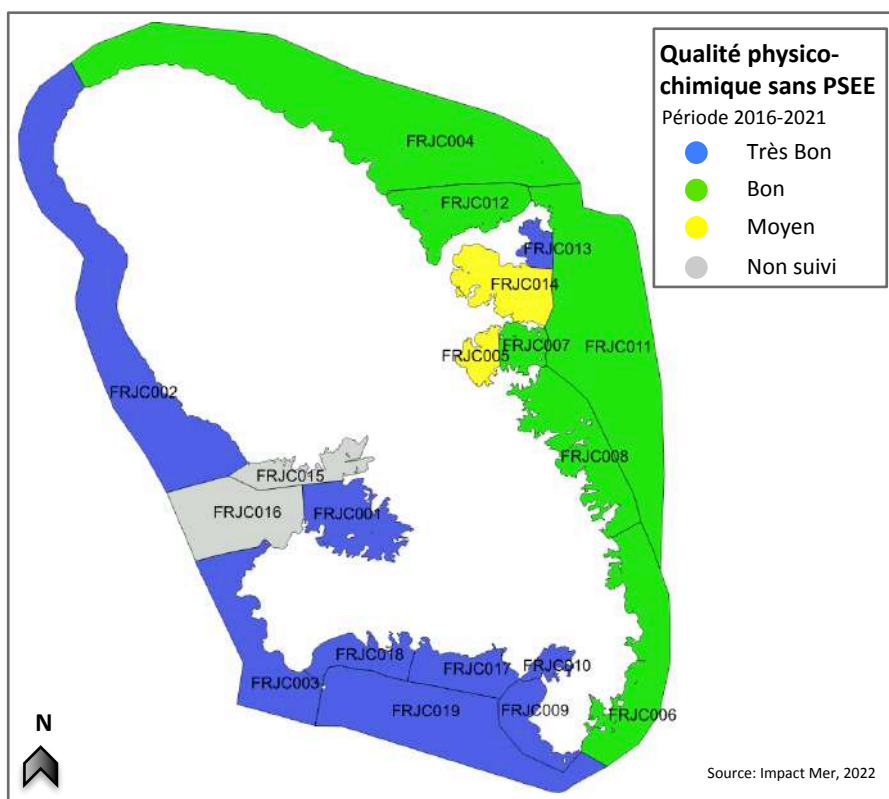 Qualité physico-
chimique sans PSEE
Période 2016-2021
Très Bon
Bon
Moyen
Non suivi
FRJC004
FRJC012
FRJC013
FRJC014
FRJC005
FRJC007
FRJC011
FRJC002
FRJC008
FRJC015
FRJC016
FRJC001
FRJC018
FRJC017
FRJC010
FRJC003
FRJC019
FRJC009
FRJC006
N
Source: Impact Mer, 2022